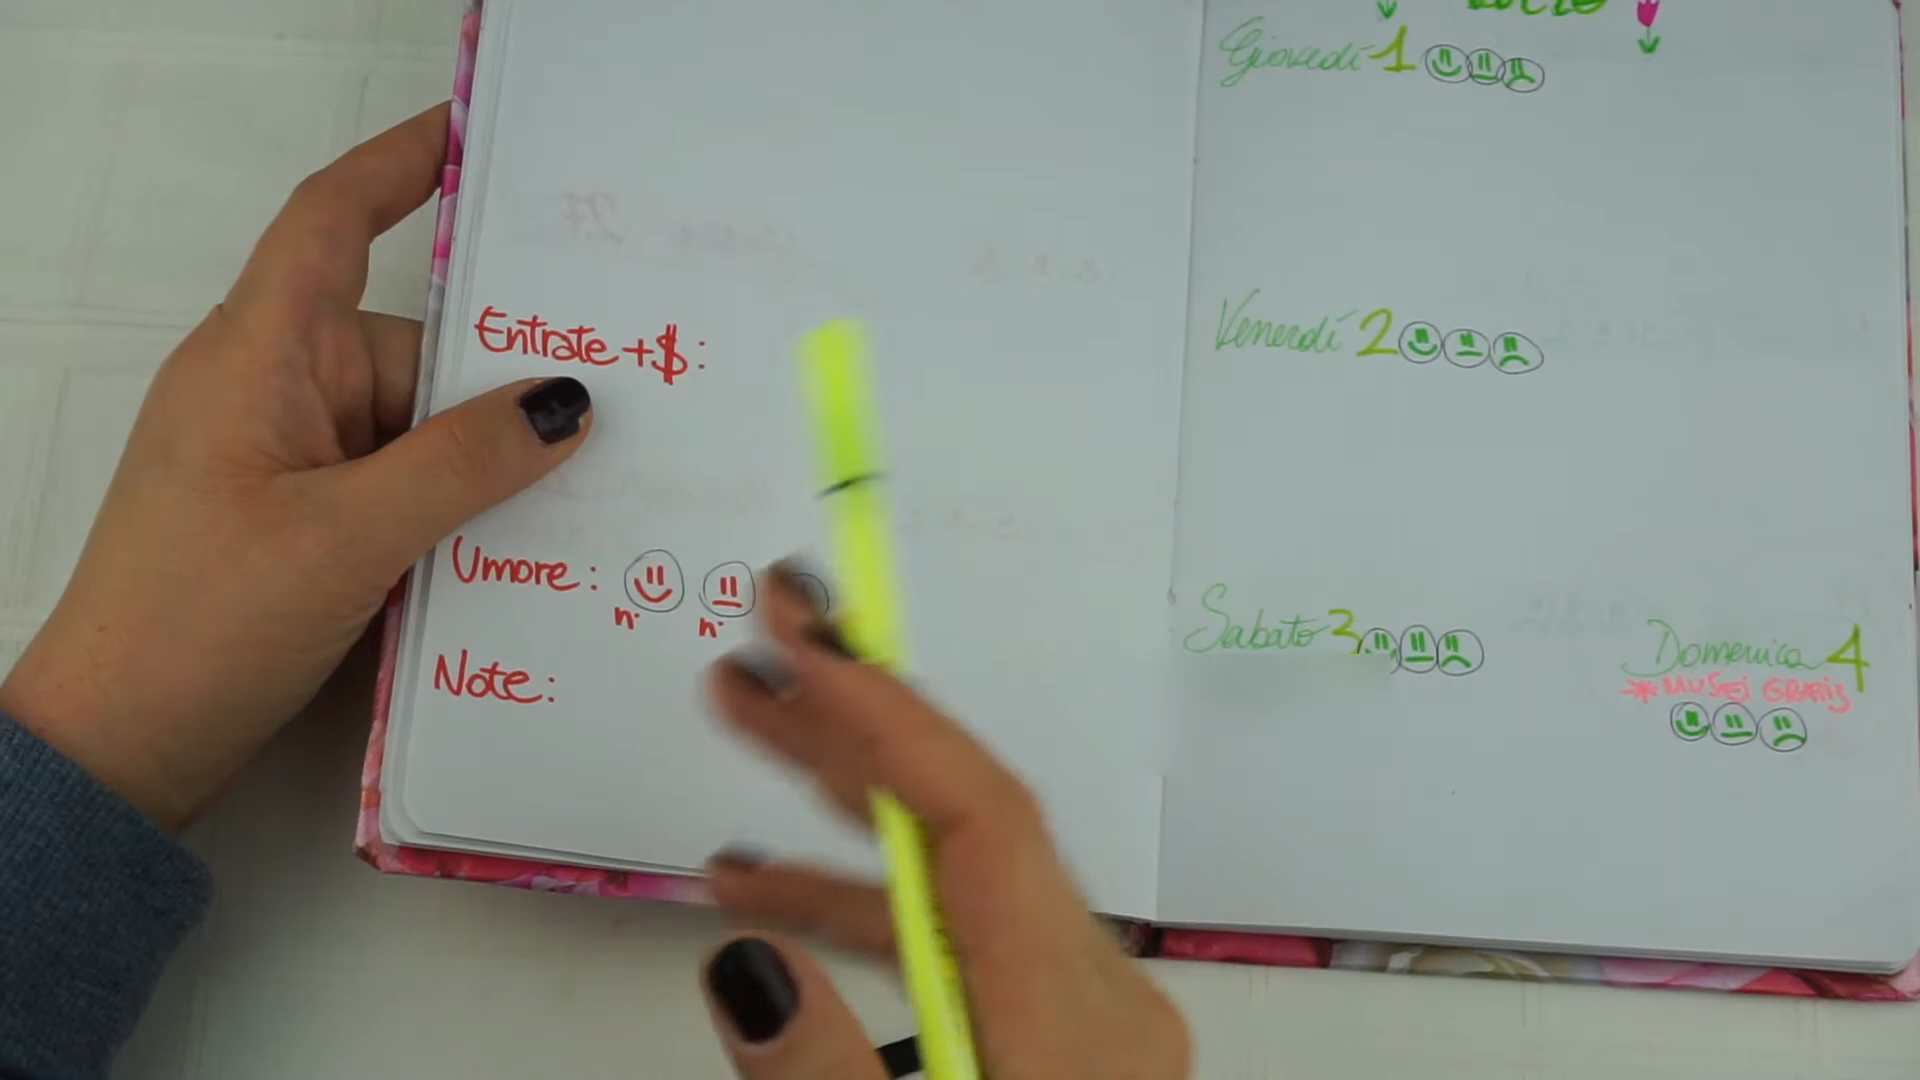 Entrate +$:
Umore:
n. n.
Note:
Giovedì 1
Venerdì 2
Sabato 3
Domenica 4
* MUSEI GRATIS